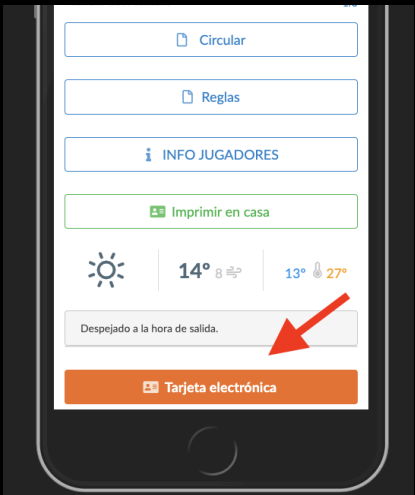 Circular
Reglas
INFO JUGADORES
Imprimir en casa
14° 8 13° 27°
Despejado a la hora de salida.
Tarjeta electrónica